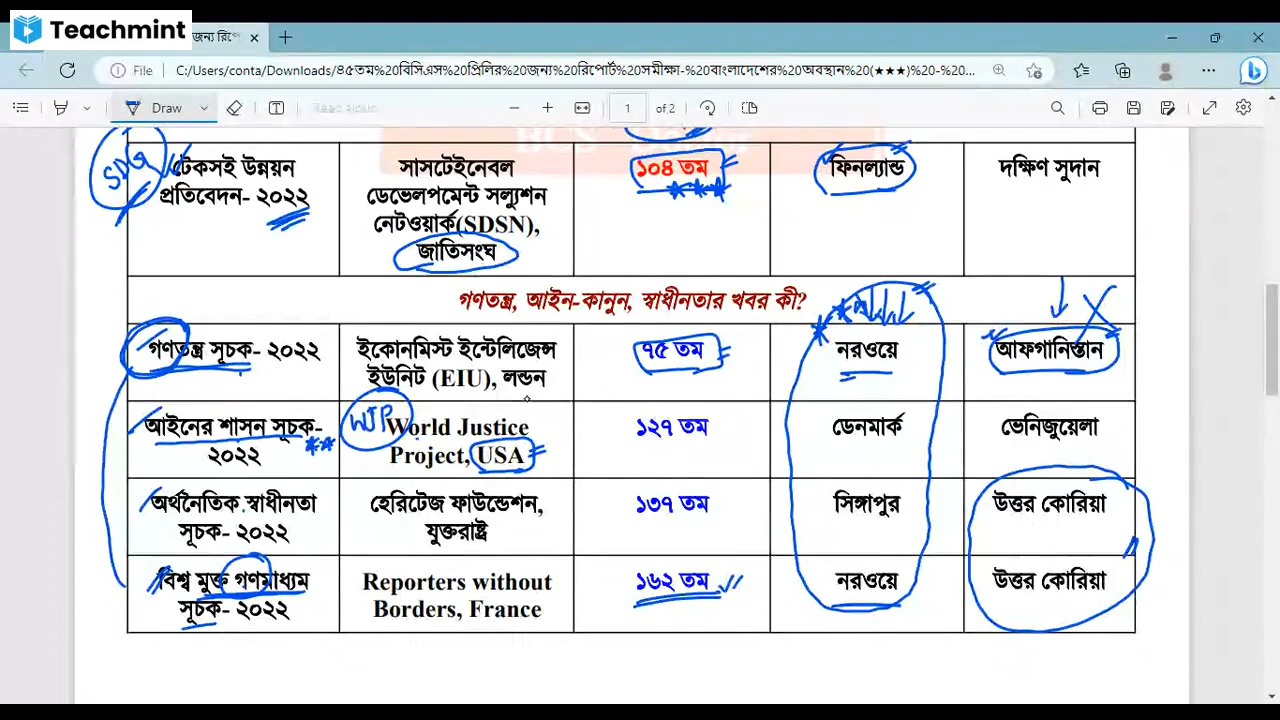 Teachmint
জন্য রিপে
File
C:/Users/conta/Downloads/৪৫তম%20বিসিএস%20প্রিলির%20জন্য%20রিপোর্ট%20সমীক্ষা-%20বাংলাদেশের%20অবস্থান%20(★★★)%20-%20...
Draw
Read aloud
1 of 2
SDG
টেকসই উন্নয়ন
প্রতিবেদন- ২০২২
সাসটেইনেবল
ডেভেলপমেন্ট সল্যুশন
নেটওয়ার্ক(SDSN),
জাতিসংঘ
১০৪ তম
ফিনল্যান্ড
দক্ষিণ সুদান
গণতন্ত্র, আইন-কানুন, স্বাধীনতার খবর কী?
গণতন্ত্র সূচক- ২০২২
ইকোনমিস্ট ইন্টেলিজেন্স
ইউনিট (EIU), লন্ডন
৭৫ তম
নরওয়ে
আফগানিস্তান
আইনের শাসন সূচক-
২০২২
WJP
World Justice
Project, USA
১২৭ তম
ডেনমার্ক
ভেনিজুয়েলা
অর্থনৈতিক স্বাধীনতা
সূচক- ২০২২
হেরিটেজ ফাউন্ডেশন,
যুক্তরাষ্ট্র
১৩৭ তম
সিঙ্গাপুর
উত্তর কোরিয়া
বিশ্ব মুক্ত গণমাধ্যম
সূচক- ২০২২
Reporters without
Borders, France
১৬২ তম
নরওয়ে
উত্তর কোরিয়া